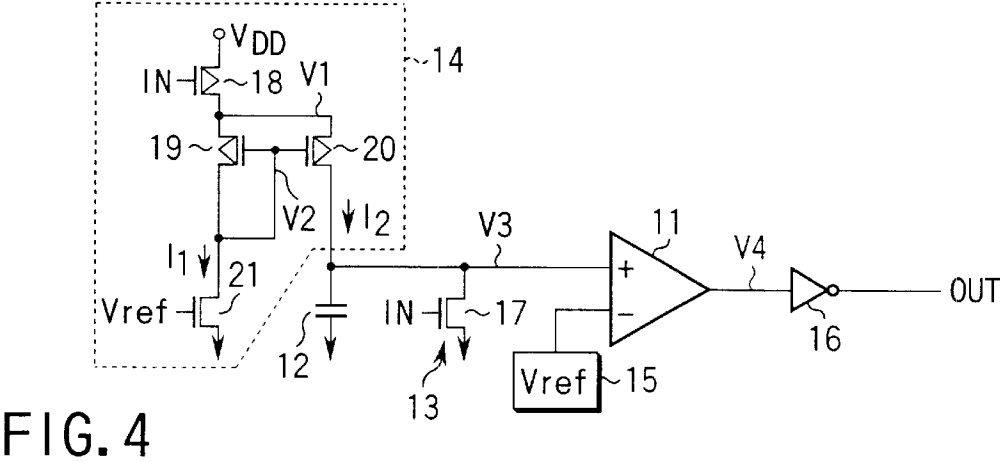 VDD
14
IN
18
V1
19
20
V2
I2
I1
V3
11
V4
21
Vref
OUT
12
IN
17
16
13
Vref
15
FIG. 4
+
−